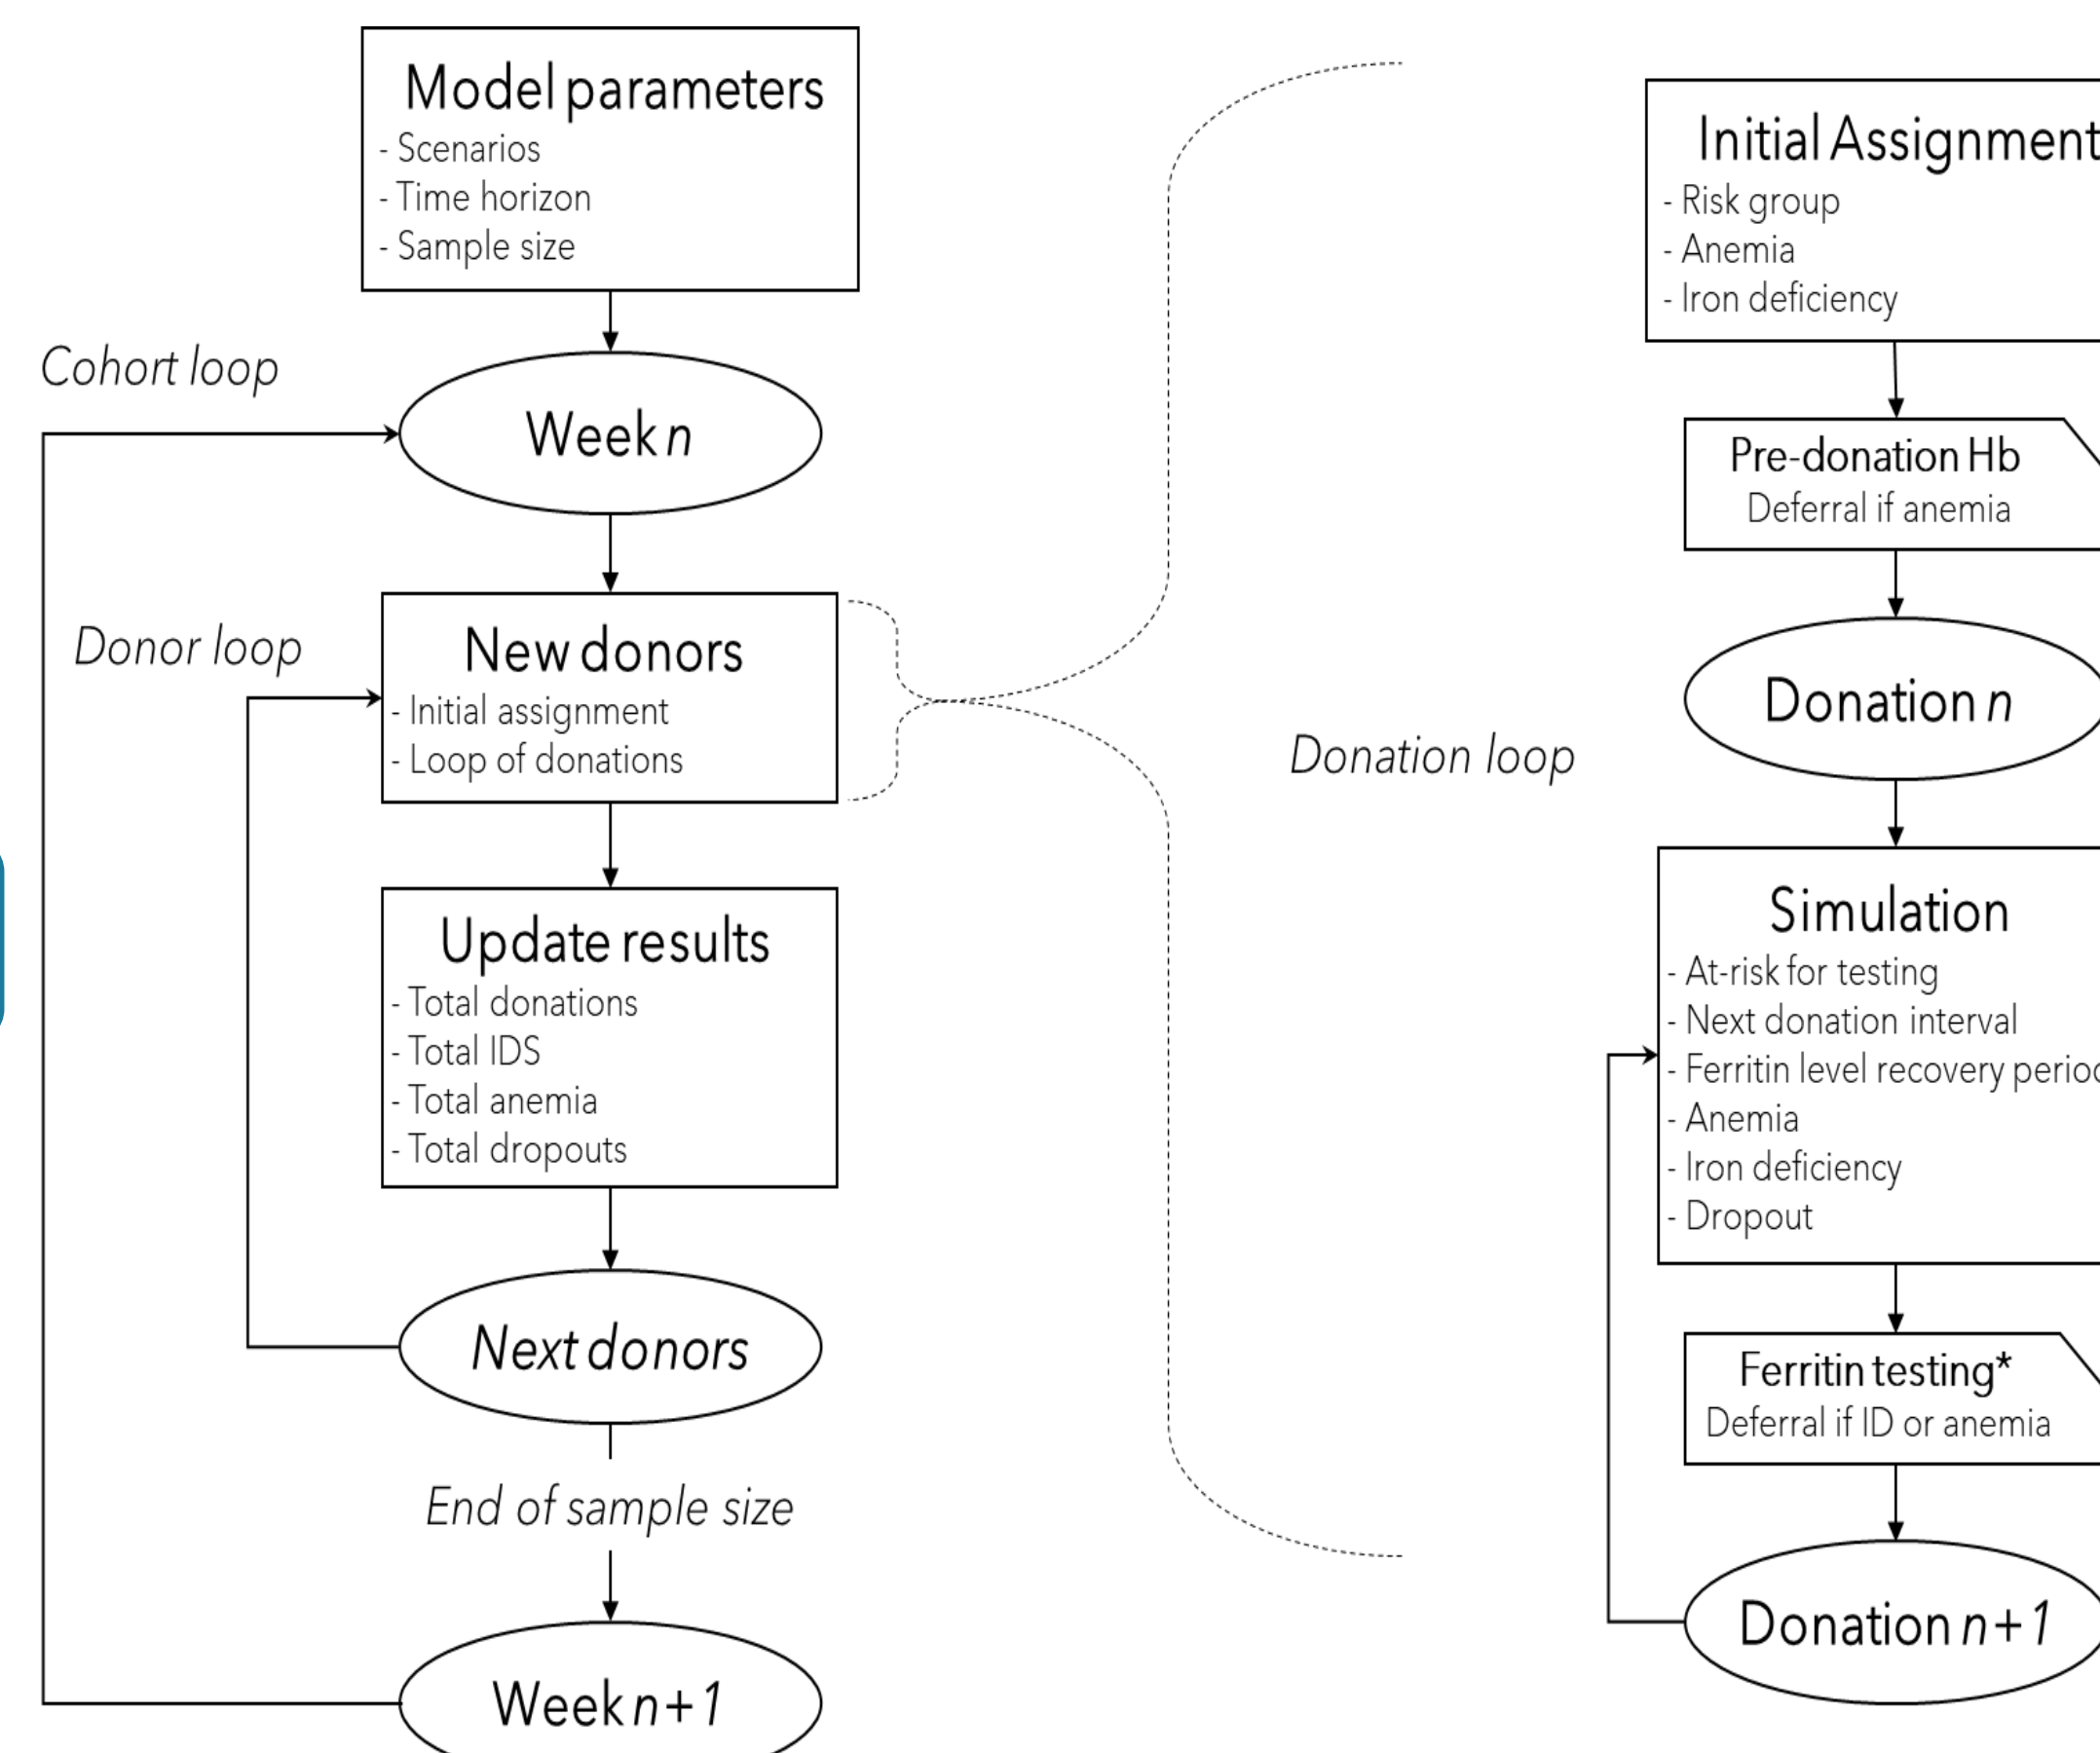 Model parameters
- Scenarios
- Time horizon
- Sample size
Cohort loop
Week n
Donor loop
New donors
- Initial assignment
- Loop of donations
Update results
- Total donations
- Total IDS
- Total anemia
- Total dropouts
Next donors
End of sample size
Week n+1
Initial Assignment
- Risk group
- Anemia
- Iron deficiency
Pre-donation Hb
Deferral if anemia
Donation n
Donation loop
Simulation
- At-risk for testing
- Next donation interval
- Ferritin level recovery period
- Anemia
- Iron deficiency
- Dropout
Ferritin testing*
Deferral if ID or anemia
Donation n+1